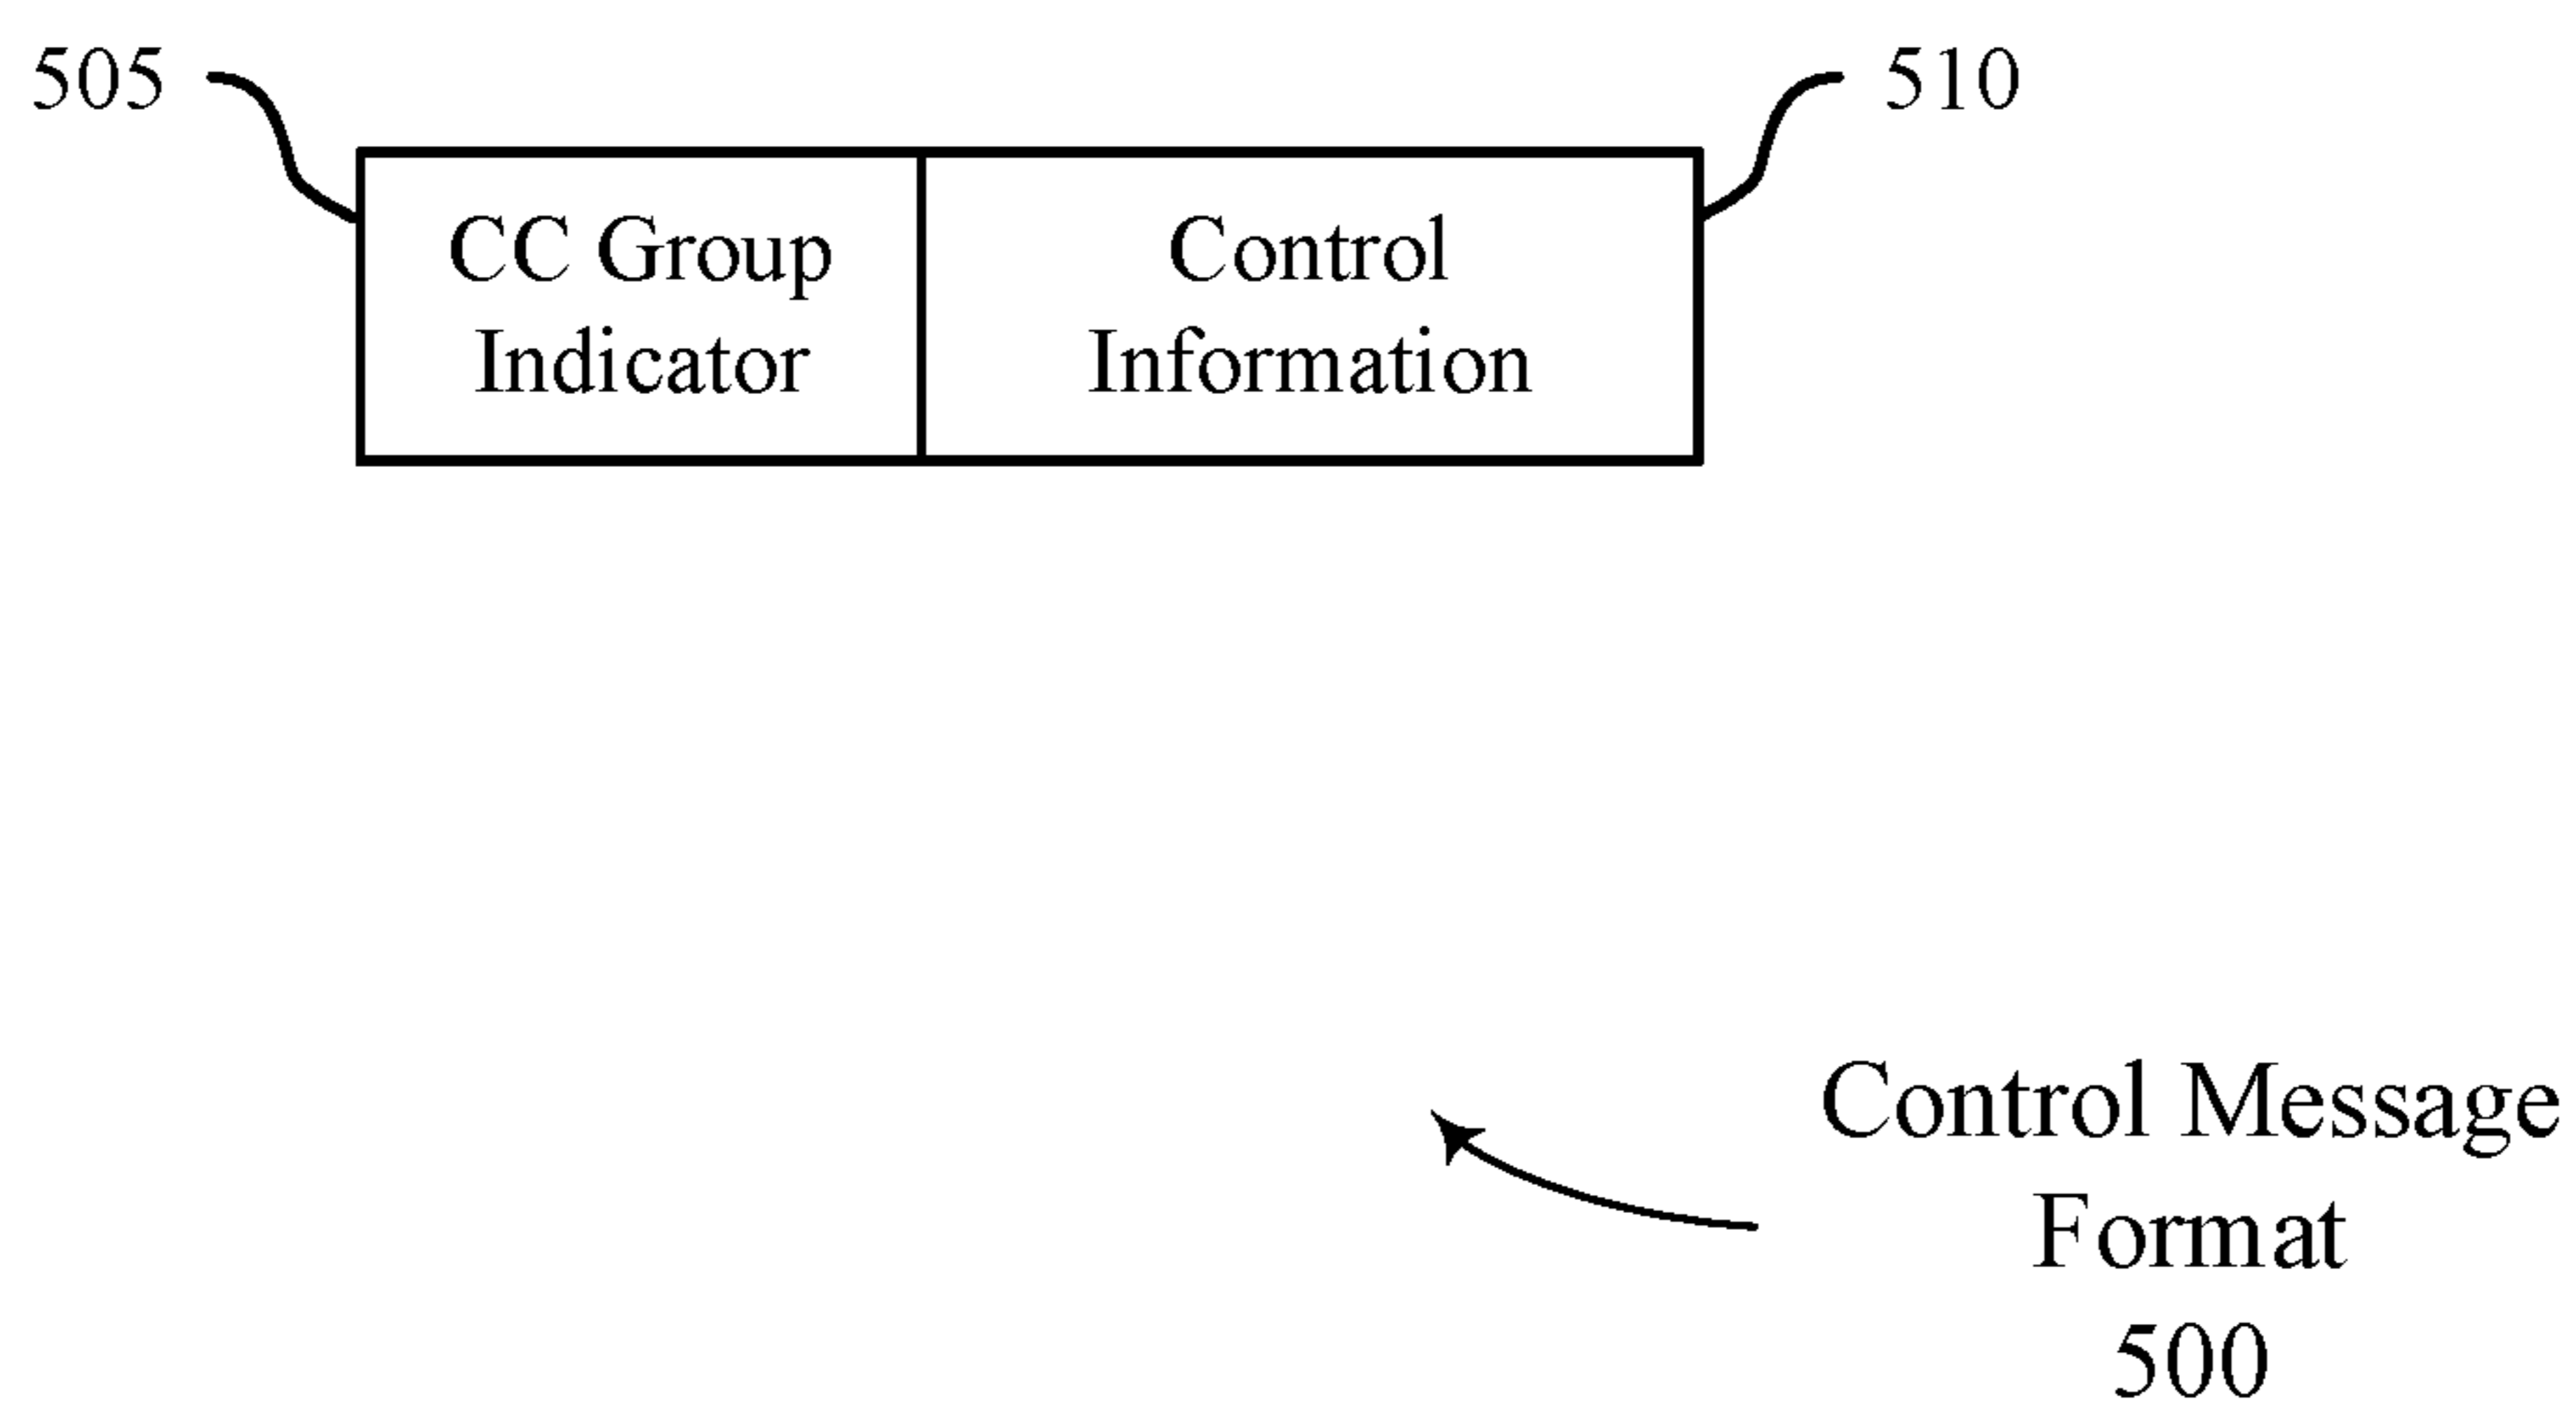 505
510
CC Group
Indicator
Control
Information
Control Message
Format
500